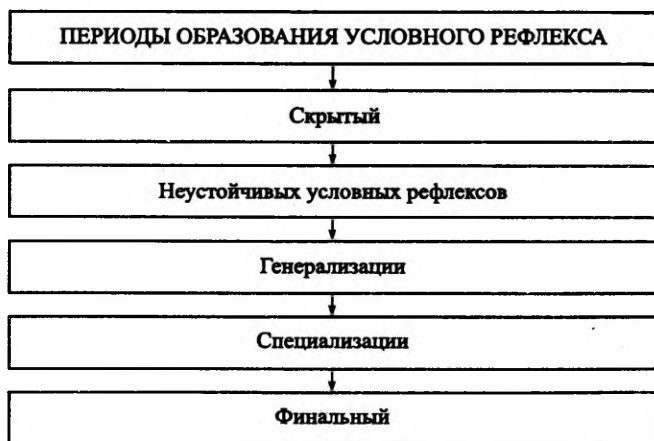 ПЕРИОДЫ ОБРАЗОВАНИЯ УСЛОВНОГО РЕФЛЕКСА
Скрытый
Неустойчивых условных рефлексов
Генерализации
Специализации
Финальный